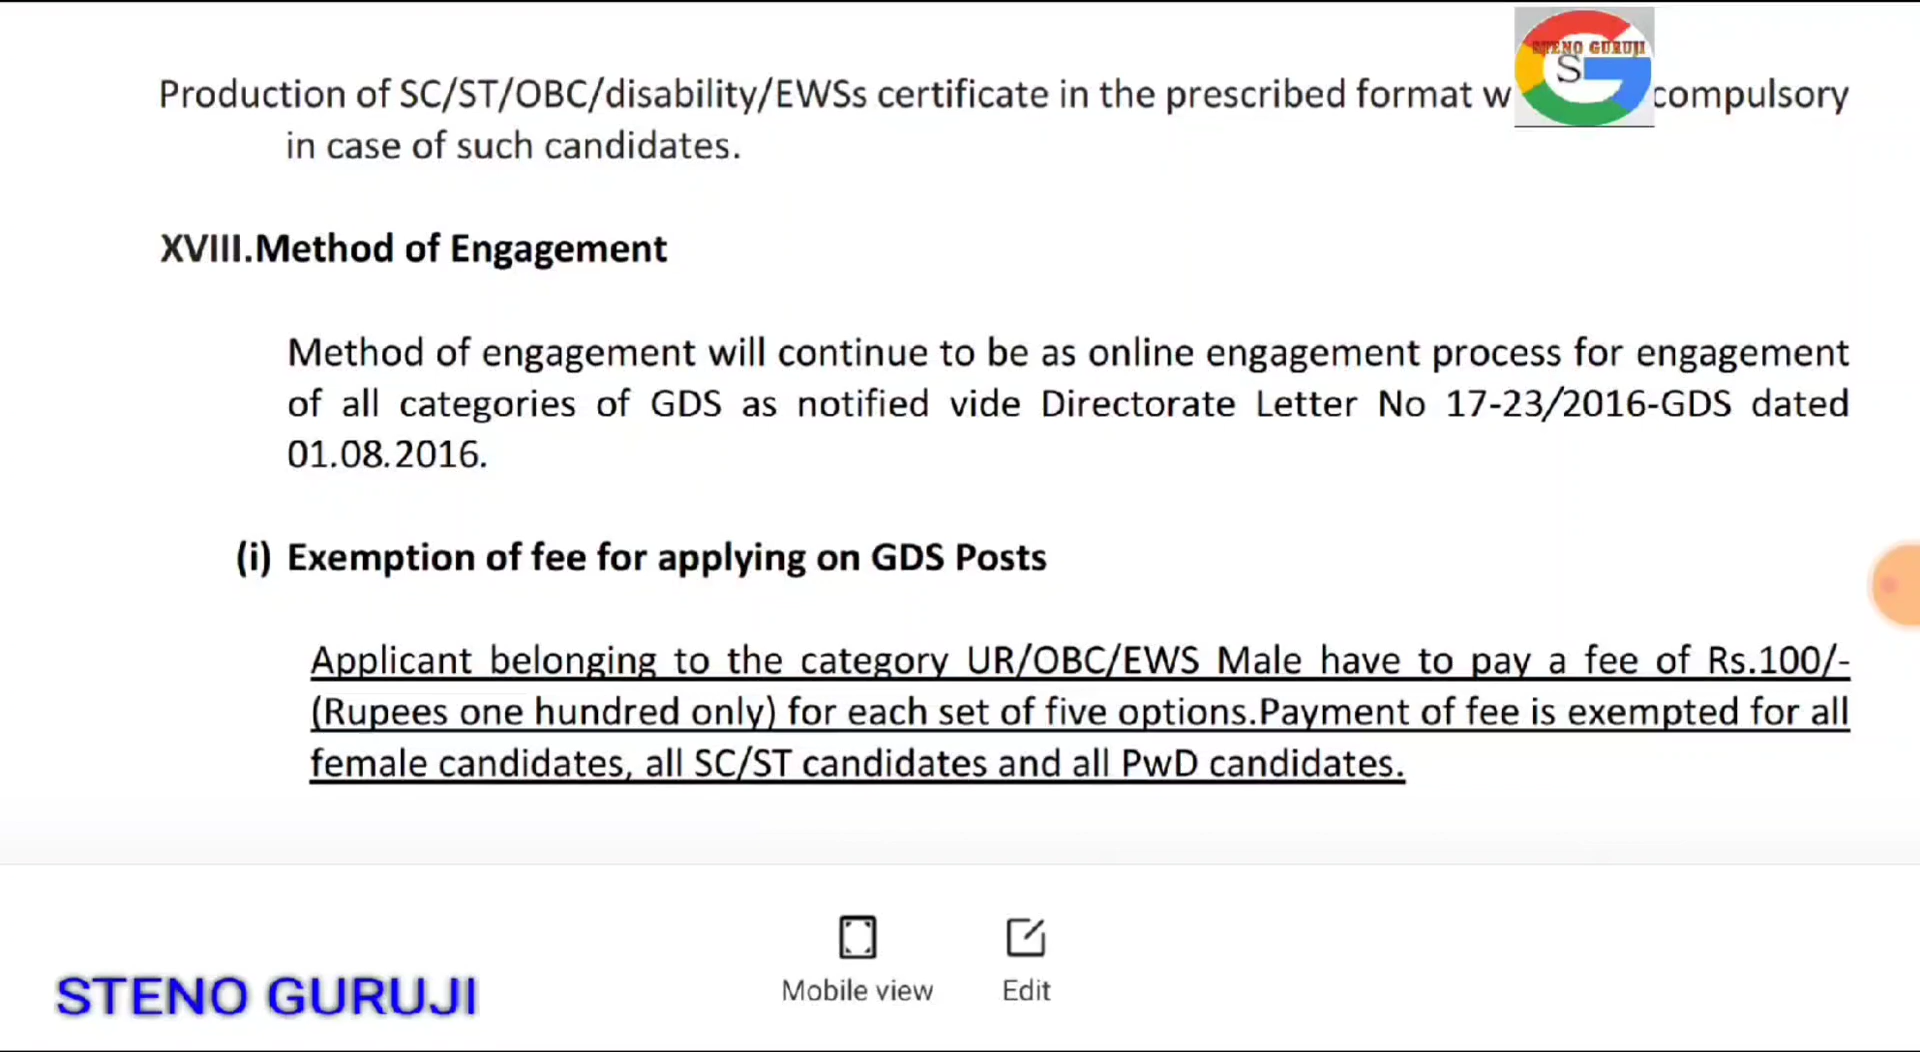 STENO GURUJI
S
Production of SC/ST/OBC/disability/EWSs certificate in the prescribed format w compulsory
in case of such candidates.
XVIII.Method of Engagement
Method of engagement will continue to be as online engagement process for engagement
of all categories of GDS as notified vide Directorate Letter No 17-23/2016-GDS dated
01.08.2016.
(i) Exemption of fee for applying on GDS Posts
Applicant belonging to the category UR/OBC/EWS Male have to pay a fee of Rs.100/-
(Rupees one hundred only) for each set of five options.Payment of fee is exempted for all
female candidates, all SC/ST candidates and all PwD candidates.
Mobile view
Edit
STENO GURUJI